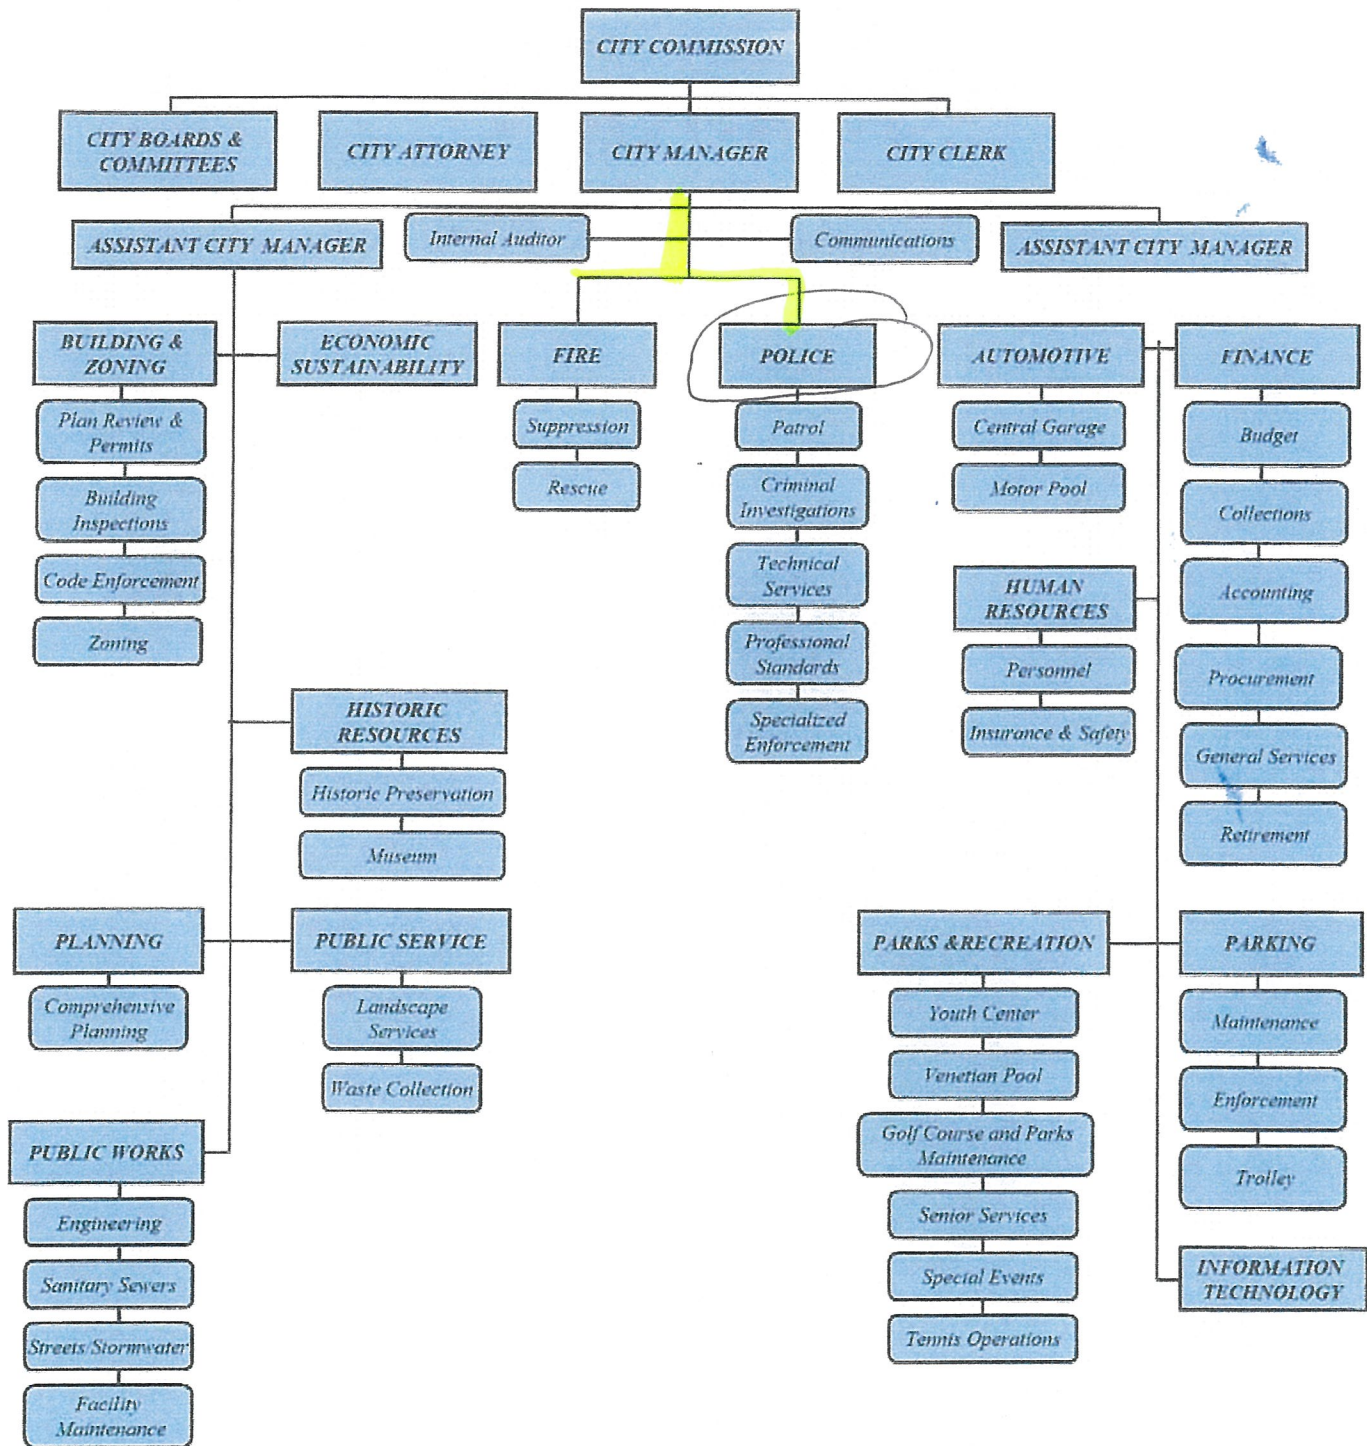 CITY COMMISSION
CITY BOARDS &
COMMITTEES
CITY ATTORNEY
CITY MANAGER
CITY CLERK
ASSISTANT CITY MANAGER
Internal Auditor
Communications
ASSISTANT CITY MANAGER
BUILDING &
ZONING
Plan Review &
Permits
Building
Inspections
Code Enforcement
Zoning
ECONOMIC
SUSTAINABILITY
FIRE
Suppression
Rescue
POLICE
Patrol
Criminal
Investigations
Technical
Services
Professional
Standards
Specialized
Enforcement
AUTOMOTIVE
Central Garage
Motor Pool
FINANCE
Budget
Collections
Accounting
Procurement
General Services
Retirement
HUMAN
RESOURCES
Personnel
Insurance & Safety
HISTORIC
RESOURCES
Historic Preservation
Museum
PLANNING
Comprehensive
Planning
PUBLIC SERVICE
Landscape
Services
Waste Collection
PARKS &RECREATION
Youth Center
Venetian Pool
Golf Course and Parks
Maintenance
Senior Services
Special Events
Tennis Operations
PARKING
Maintenance
Enforcement
Trolley
PUBLIC WORKS
Engineering
Sanitary Sewers
Streets/Stormwater
Facility
Maintenance
INFORMATION
TECHNOLOGY